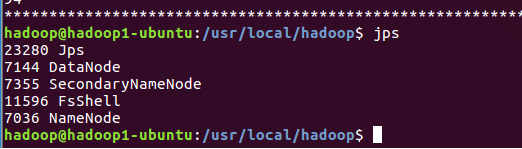 hadoop@hadoop1-ubuntu:/usr/local/hadoop$ jps
23280 Jps
7144 DataNode
7355 SecondaryNameNode
11596 FsShell
7036 NameNode
hadoop@hadoop1-ubuntu:/usr/local/hadoop$